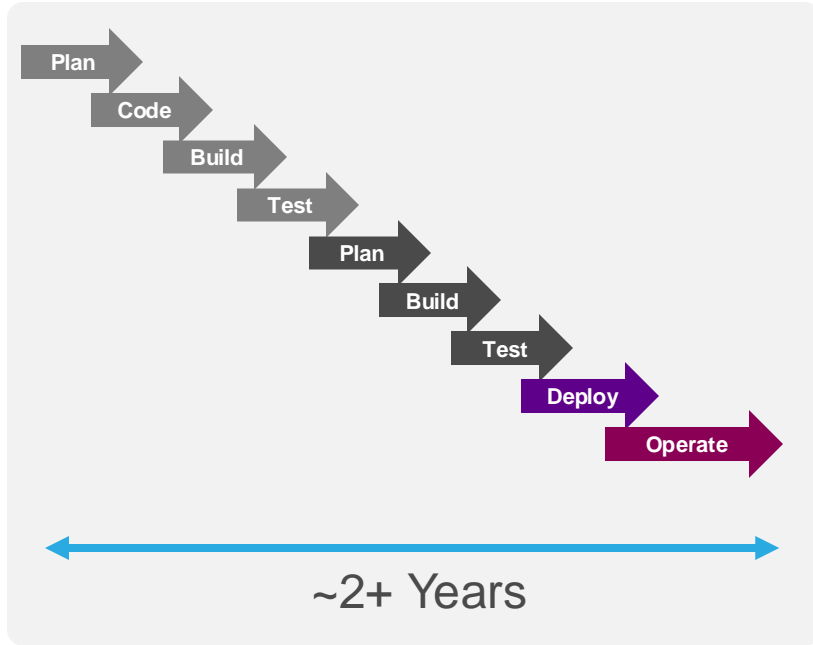 Plan
Code
Build
Test
Plan
Build
Test
Deploy
Operate
~2+ Years